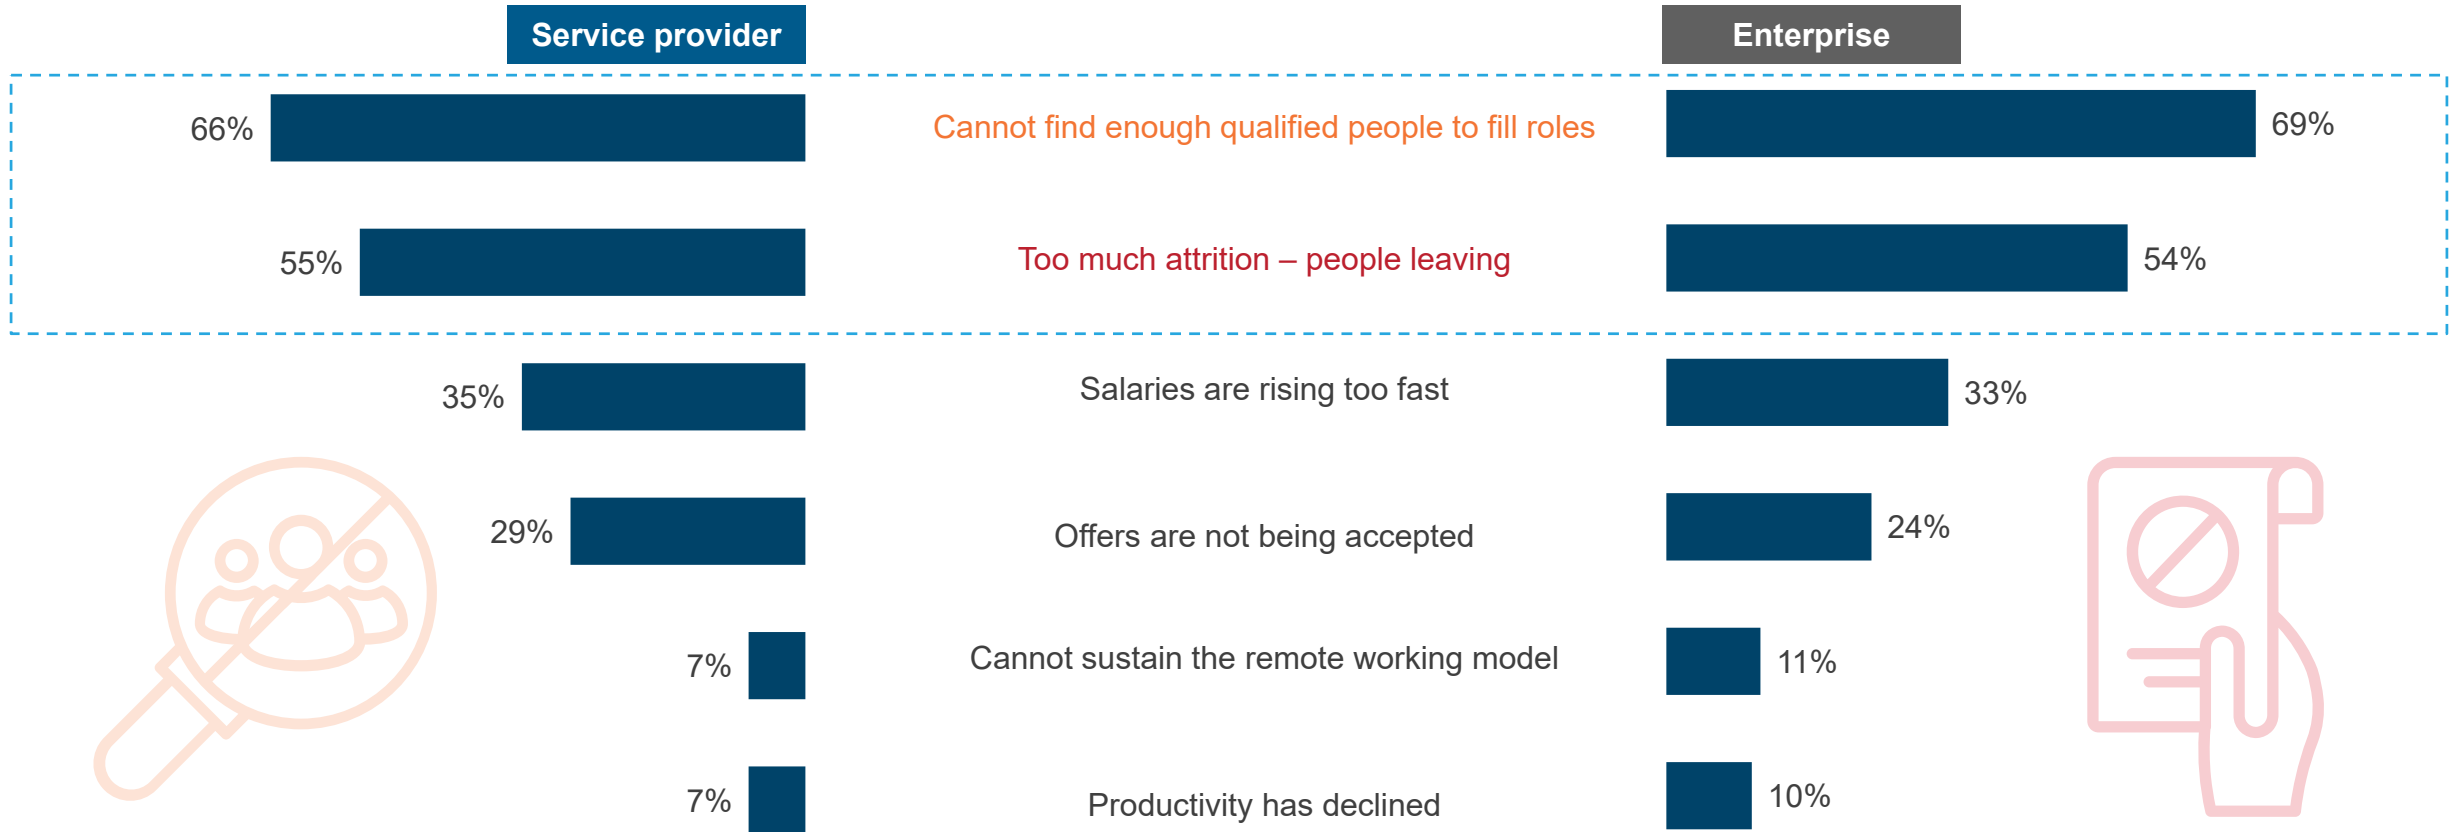 Service provider
Enterprise
66%
Cannot find enough qualified people to fill roles
69%
55%
Too much attrition – people leaving
54%
35%
Salaries are rising too fast
33%
29%
Offers are not being accepted
24%
7%
Cannot sustain the remote working model
11%
7%
Productivity has declined
10%